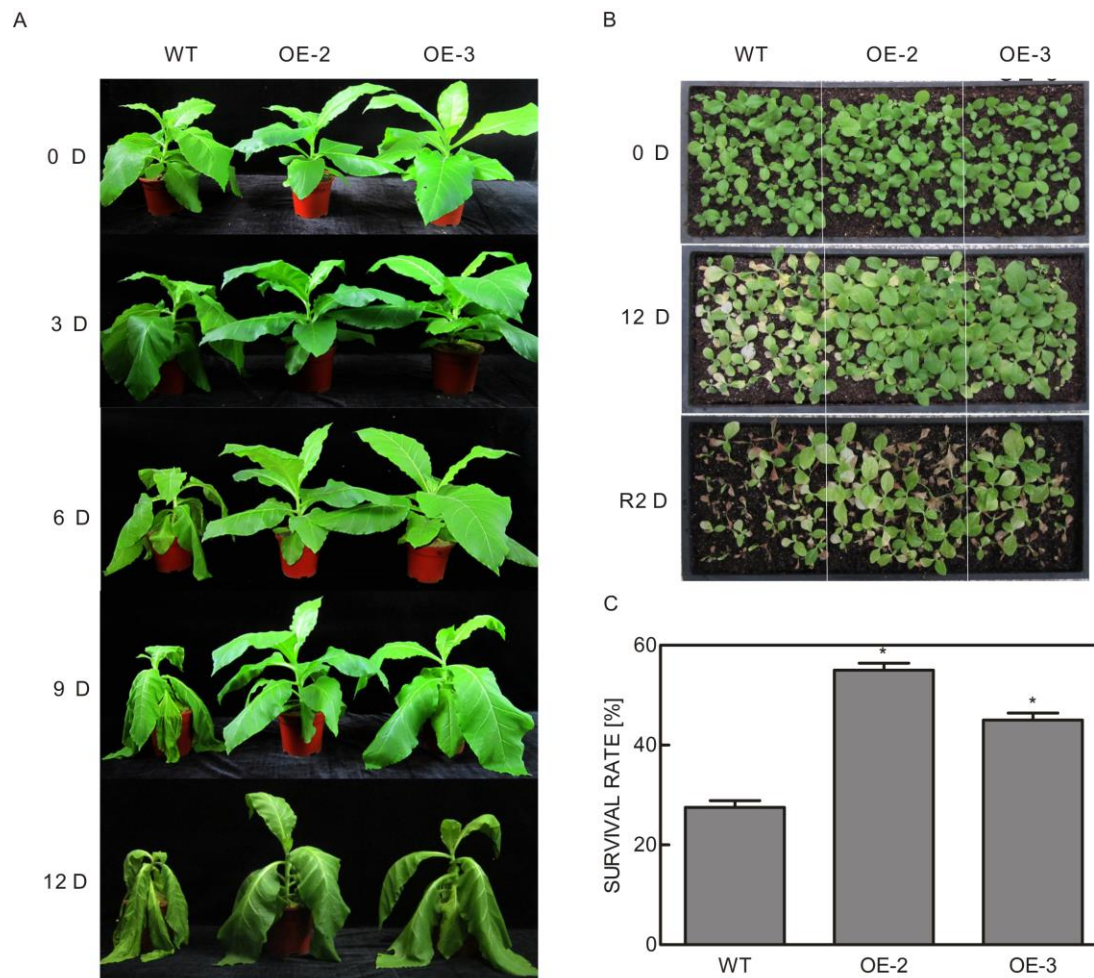 A
WT OE-2 OE-3
0 D
3 D
6 D
9 D
12 D
B
WT OE-2 OE-3
0 D
12 D
R2 D
C
SURVIVAL RATE [%]
60
40
20
0
* *
WT OE-2 OE-3